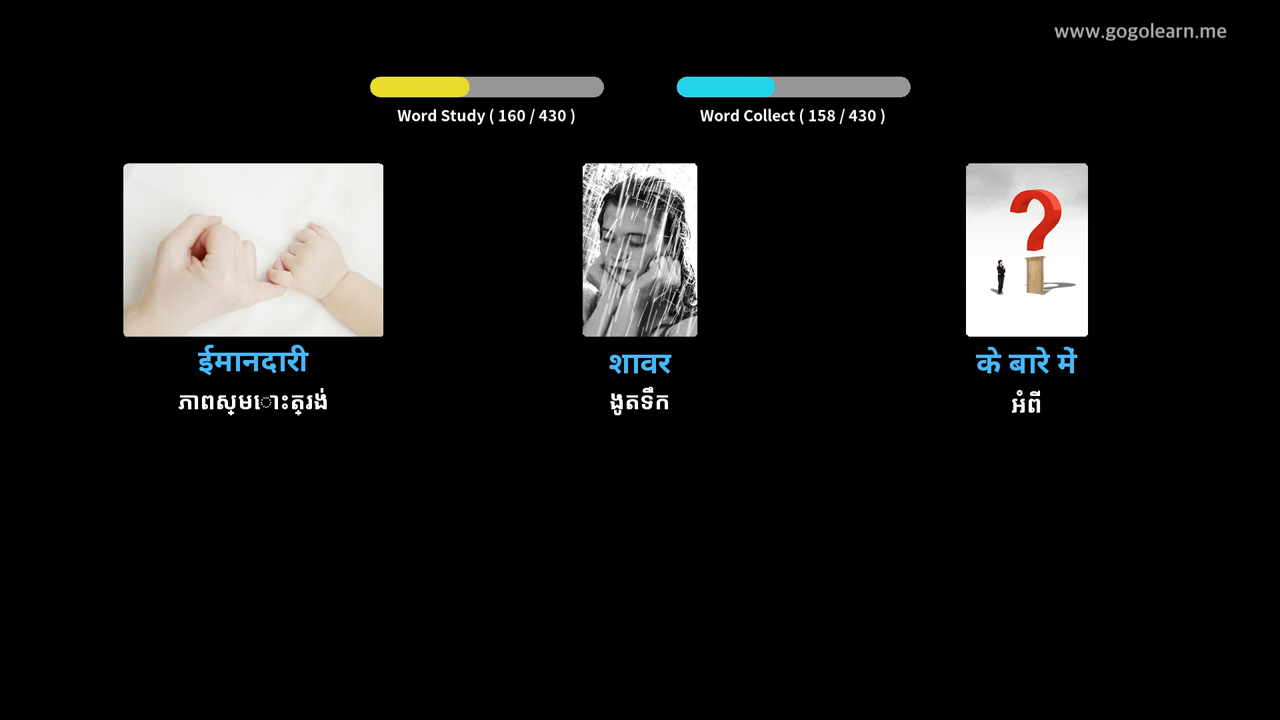 www.gogolearn.me
Word Study ( 160 / 430 )
Word Collect ( 158 / 430 )
ईमानदारी
ភាពស្មោះត្រង់
शावर
ងូតទឹក
के बारे में
អំពី